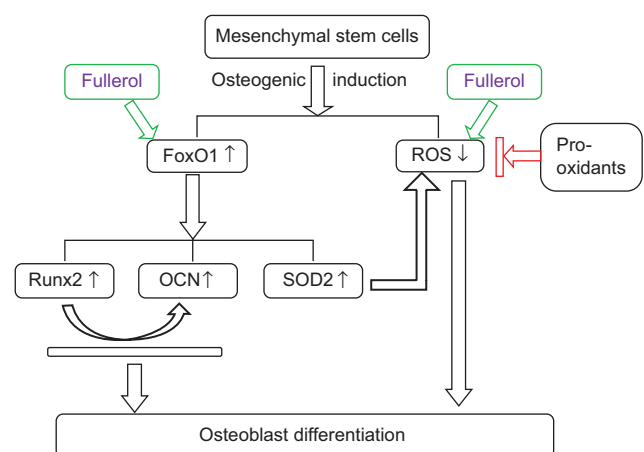 Mesenchymal stem cells
Fullerol
Osteogenic induction
Fullerol
FoxO1 ↑
ROS ↓
Pro-
oxidants
Runx2 ↑
OCN↑
SOD2 ↑
Osteoblast differentiation